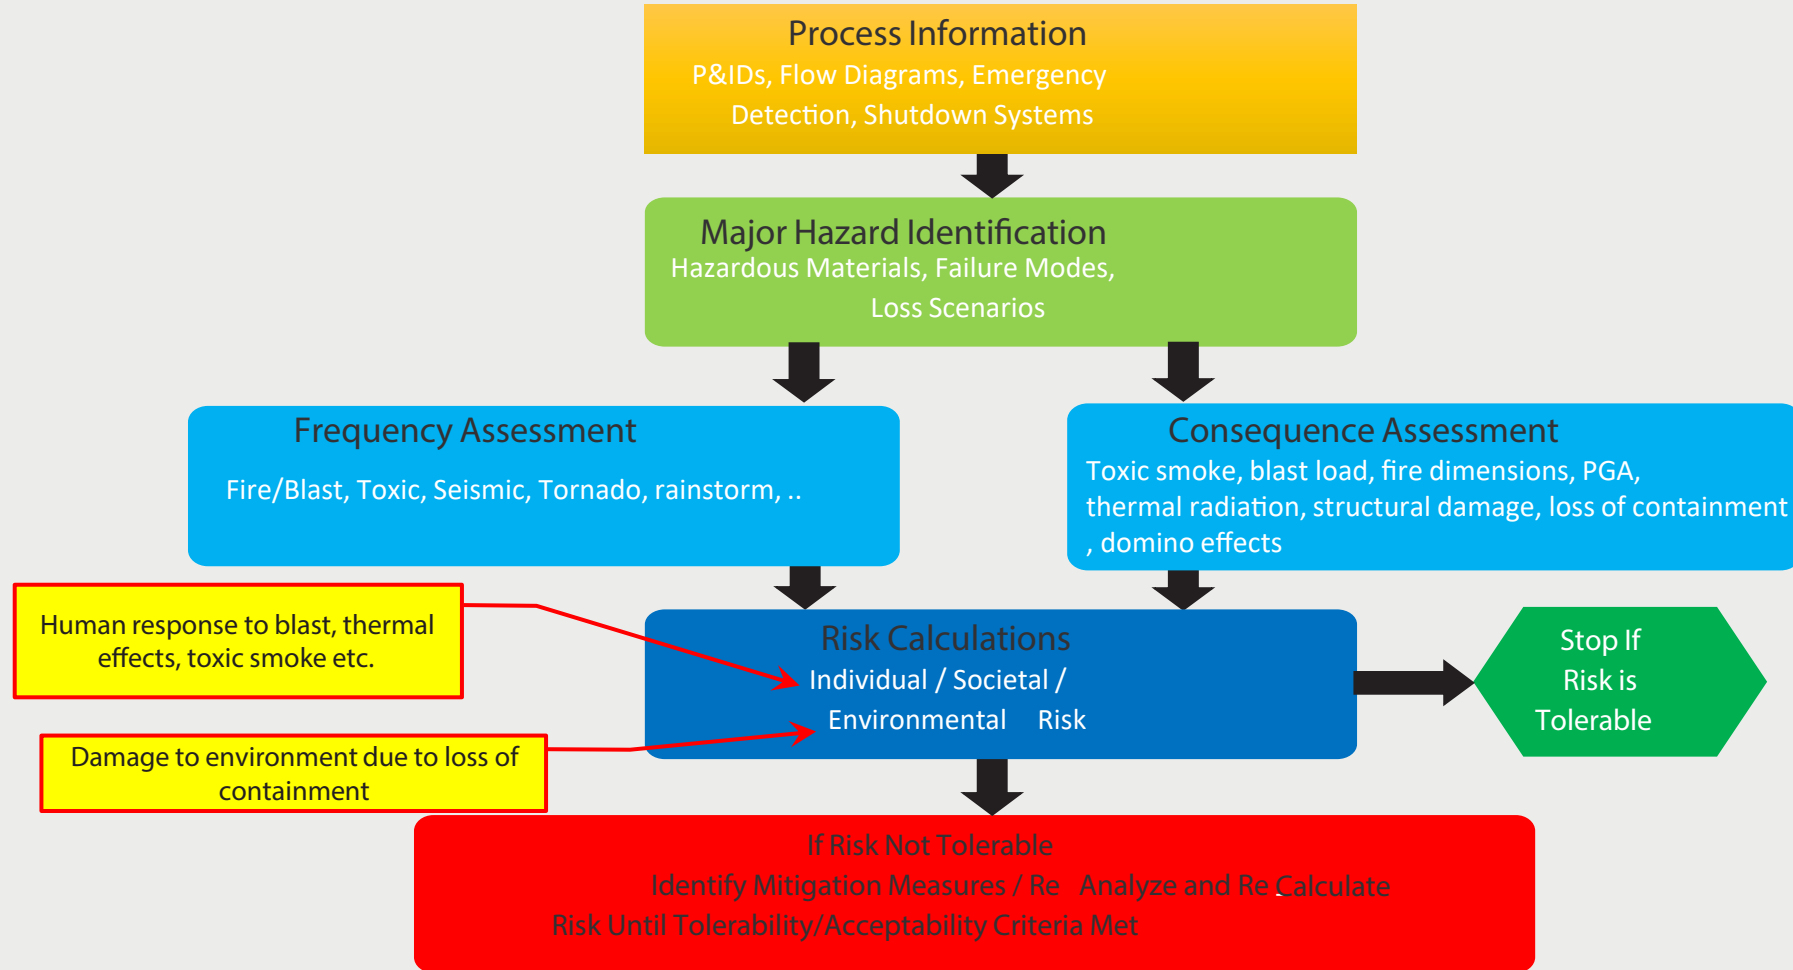 Process Information
P&IDs, Flow Diagrams, Emergency
Detection, Shutdown Systems
Major Hazard Identification
Hazardous Materials, Failure Modes,
Loss Scenarios
Frequency Assessment
Fire/Blast, Toxic, Seismic, Tornado, rainstorm, ..
Consequence Assessment
Toxic smoke, blast load, fire dimensions, PGA,
thermal radiation, structural damage, loss of containment
, domino effects
Human response to blast, thermal
effects, toxic smoke etc.
Risk Calculations
Individual / Societal /
Environmental Risk
Stop If
Risk is
Tolerable
Damage to environment due to loss of
containment
If Risk Not Tolerable
Identify Mitigation Measures / Re Analyze and Re-Calculate
Risk Until Tolerability/Acceptability Criteria Met